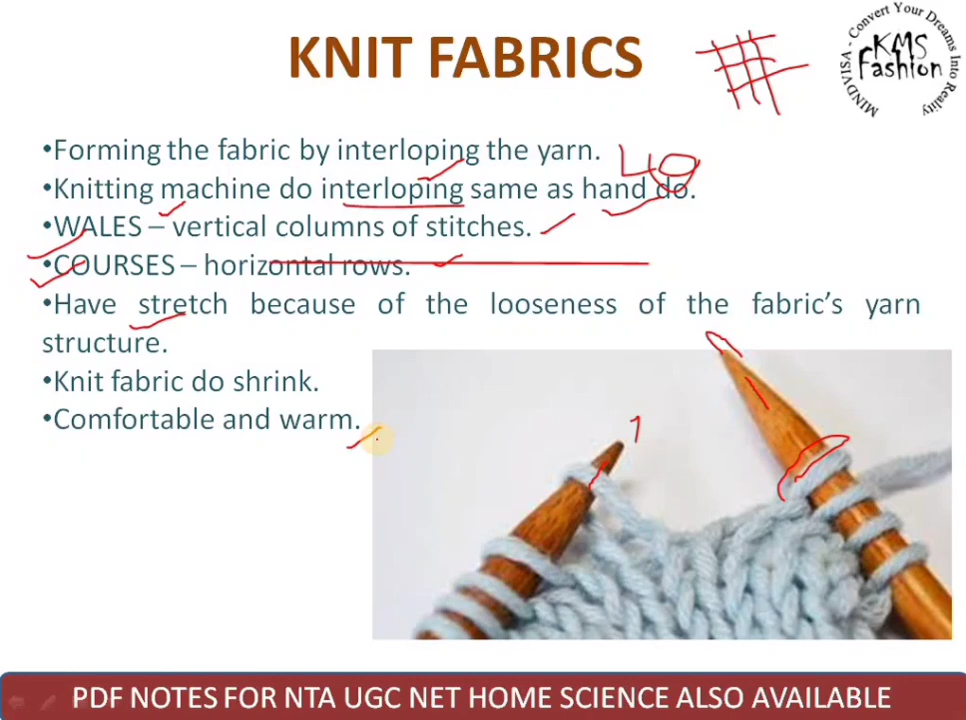 KNIT FABRICS
MINDVISA - Convert Your Dreams Into Reality
KMS
Fashion
•Forming the fabric by interloping the yarn.
•Knitting machine do interloping same as hand do.
•WALES – vertical columns of stitches.
•COURSES – horizontal rows.
•Have stretch because of the looseness of the fabric's yarn
structure.
•Knit fabric do shrink.
•Comfortable and warm.
PDF NOTES FOR NTA UGC NET HOME SCIENCE ALSO AVAILABLE